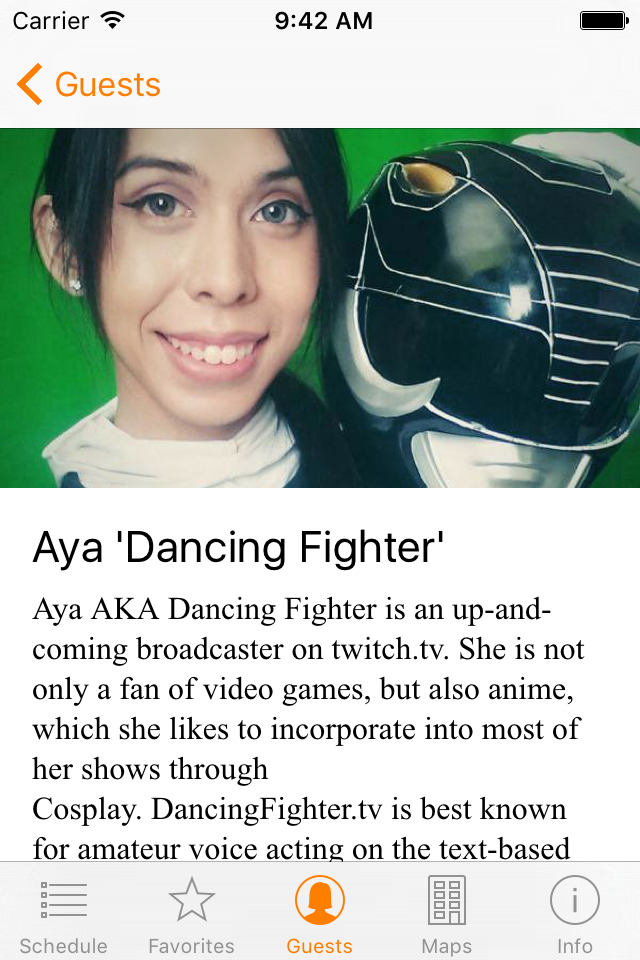 Carrier 9:42 AM
Guests
Aya 'Dancing Fighter'
Aya AKA Dancing Fighter is an up-and-
coming broadcaster on twitch.tv. She is not
only a fan of video games, but also anime,
which she likes to incorporate into most of
her shows through
Cosplay. DancingFighter.tv is best known
for amateur voice acting on the text-based
Schedule Favorites Guests Maps Info